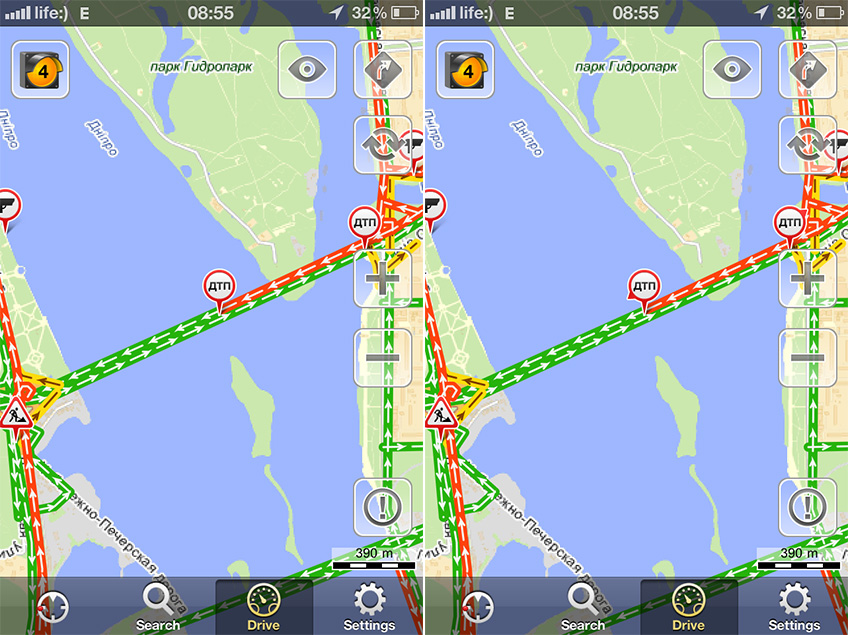 life:) E 08:55 32%
4
парк Гидропарк
Дніпро
Дніпро
ДТП
ДТП
390 m
ежно-Печерская дорога
Search
Drive
Settings
life:) E 08:55 32%
4
парк Гидропарк
Дніпро
Дніпро
ДТП
ДТП
390 m
ежно-Печерская дорога
Search
Drive
Settings